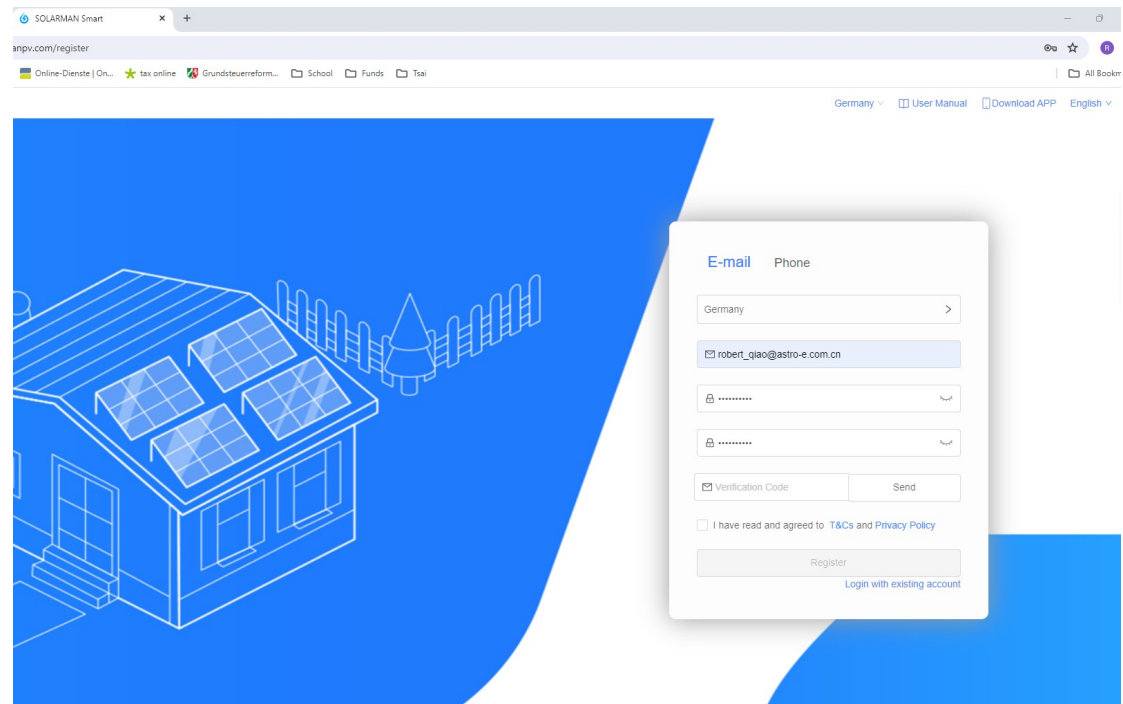 SOLARMAN Smart
anpv.com/register
R
Online-Dienste | On... tax online Grundsteuerreform... School Funds Tsai All Bookm
Germany User Manual Download APP English
E-mail Phone
Germany
robert_qiao@astro-e.com.cn
••••••••••
••••••••••
Verification Code Send
I have read and agreed to T&Cs and Privacy Policy
Register
Login with existing account